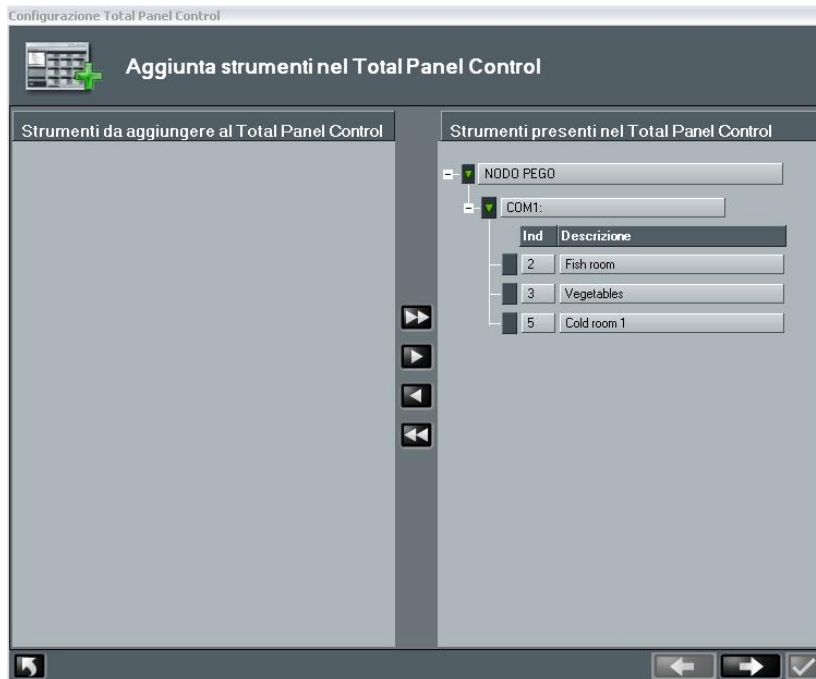 Configurazione Total Panel Control
Aggiunta strumenti nel Total Panel Control
Strumenti da aggiungere al Total Panel Control
Strumenti presenti nel Total Panel Control
NODO PEGO
COM1:
Ind Descrizione
2 Fish room
3 Vegetables
5 Cold room 1